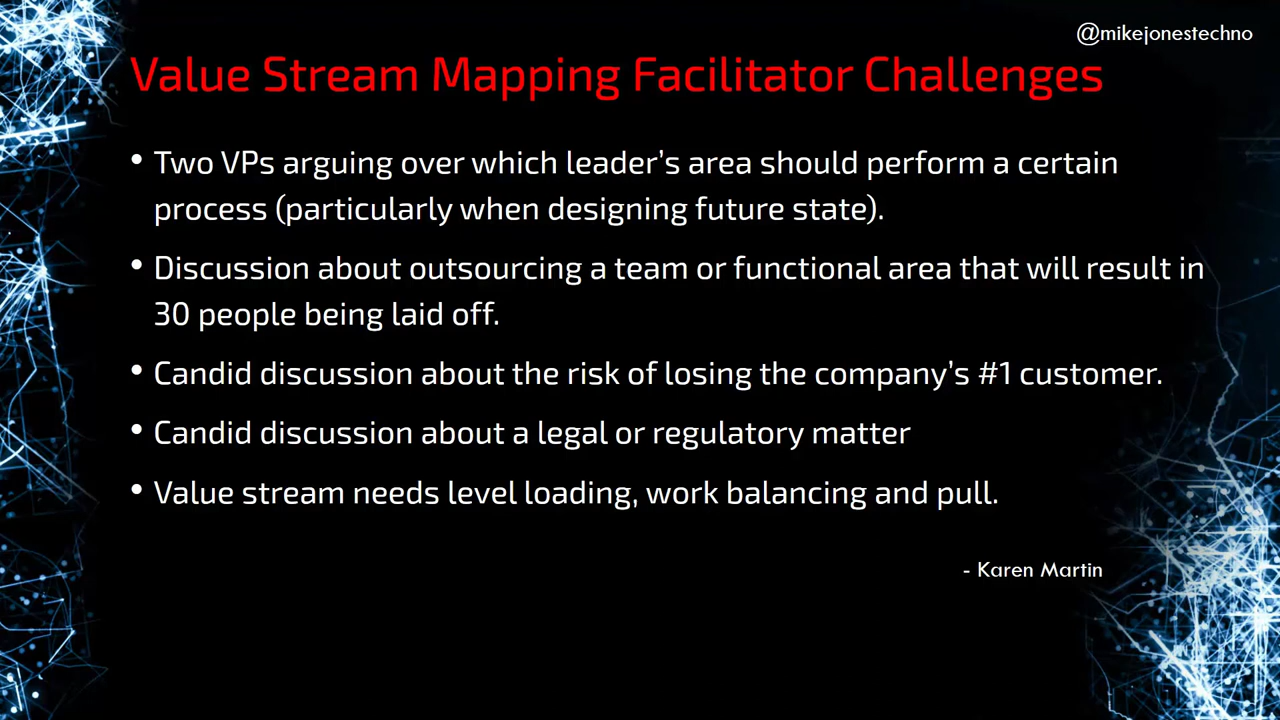 @mikejonestechno
Value Stream Mapping Facilitator Challenges
• Two VPs arguing over which leader’s area should perform a certain
process (particularly when designing future state).
• Discussion about outsourcing a team or functional area that will result in
30 people being laid off.
• Candid discussion about the risk of losing the company’s #1 customer.
• Candid discussion about a legal or regulatory matter
• Value stream needs level loading, work balancing and pull.
- Karen Martin